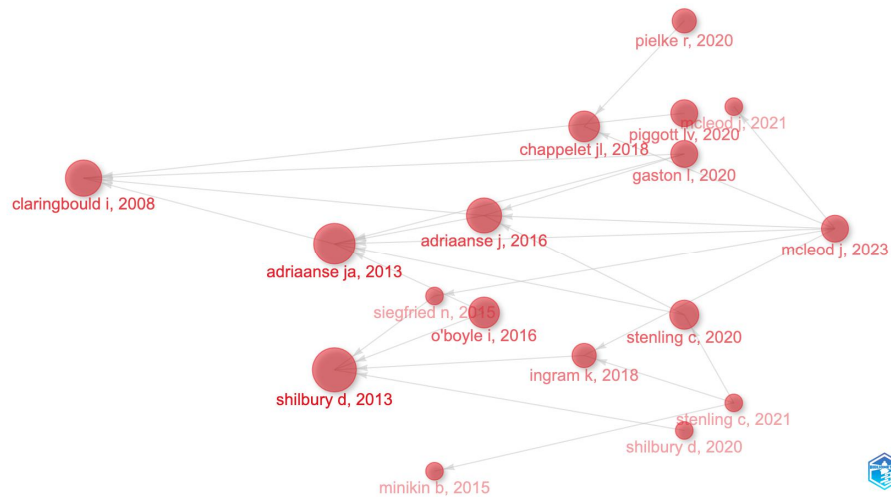 pielke r, 2020
mcleod j, 2021
piggott lv, 2020
chappelet jl, 2018
gaston l, 2020
claringbould i, 2008
adriaanse j, 2016
mcleod j, 2023
adriaanse ja, 2013
siegfried n, 2015
o'boyle i, 2016
stenling c, 2020
ingram k, 2018
shilbury d, 2013
stenling c, 2021
shilbury d, 2020
minikin b, 2015